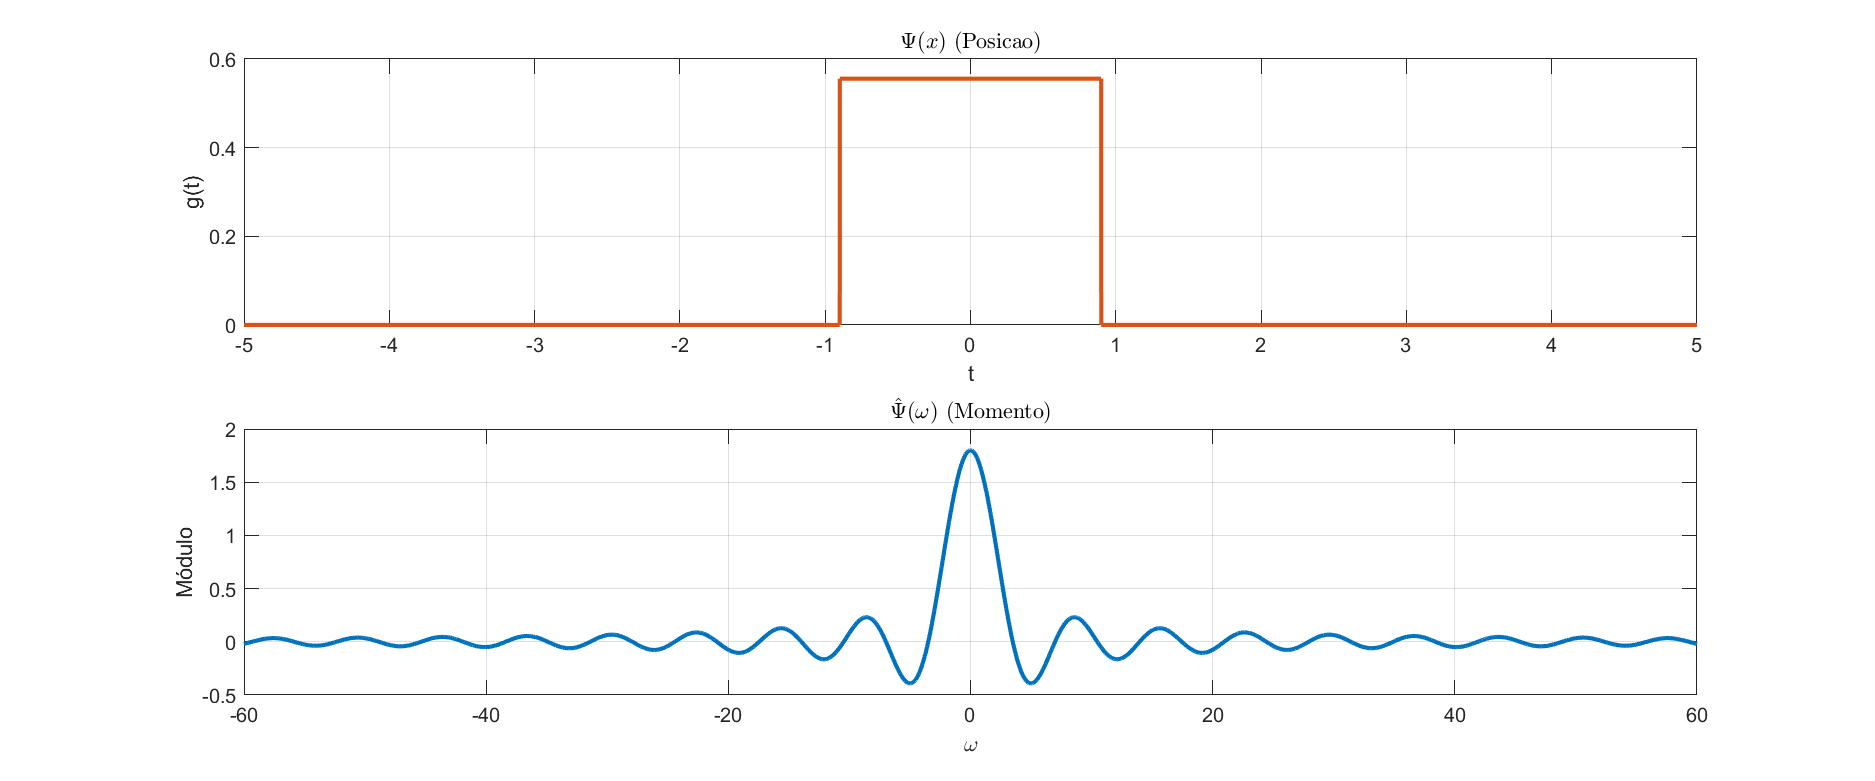 Ψ(x) (Posicao)
0.6
0.4
0.2
0
g(t)
-5 -4 -3 -2 -1 0 1 2 3 4 5
t
Ψ̂(ω) (Momento)
2
1.5
1
0.5
0
-0.5
Módulo
-60 -40 -20 0 20 40 60
ω